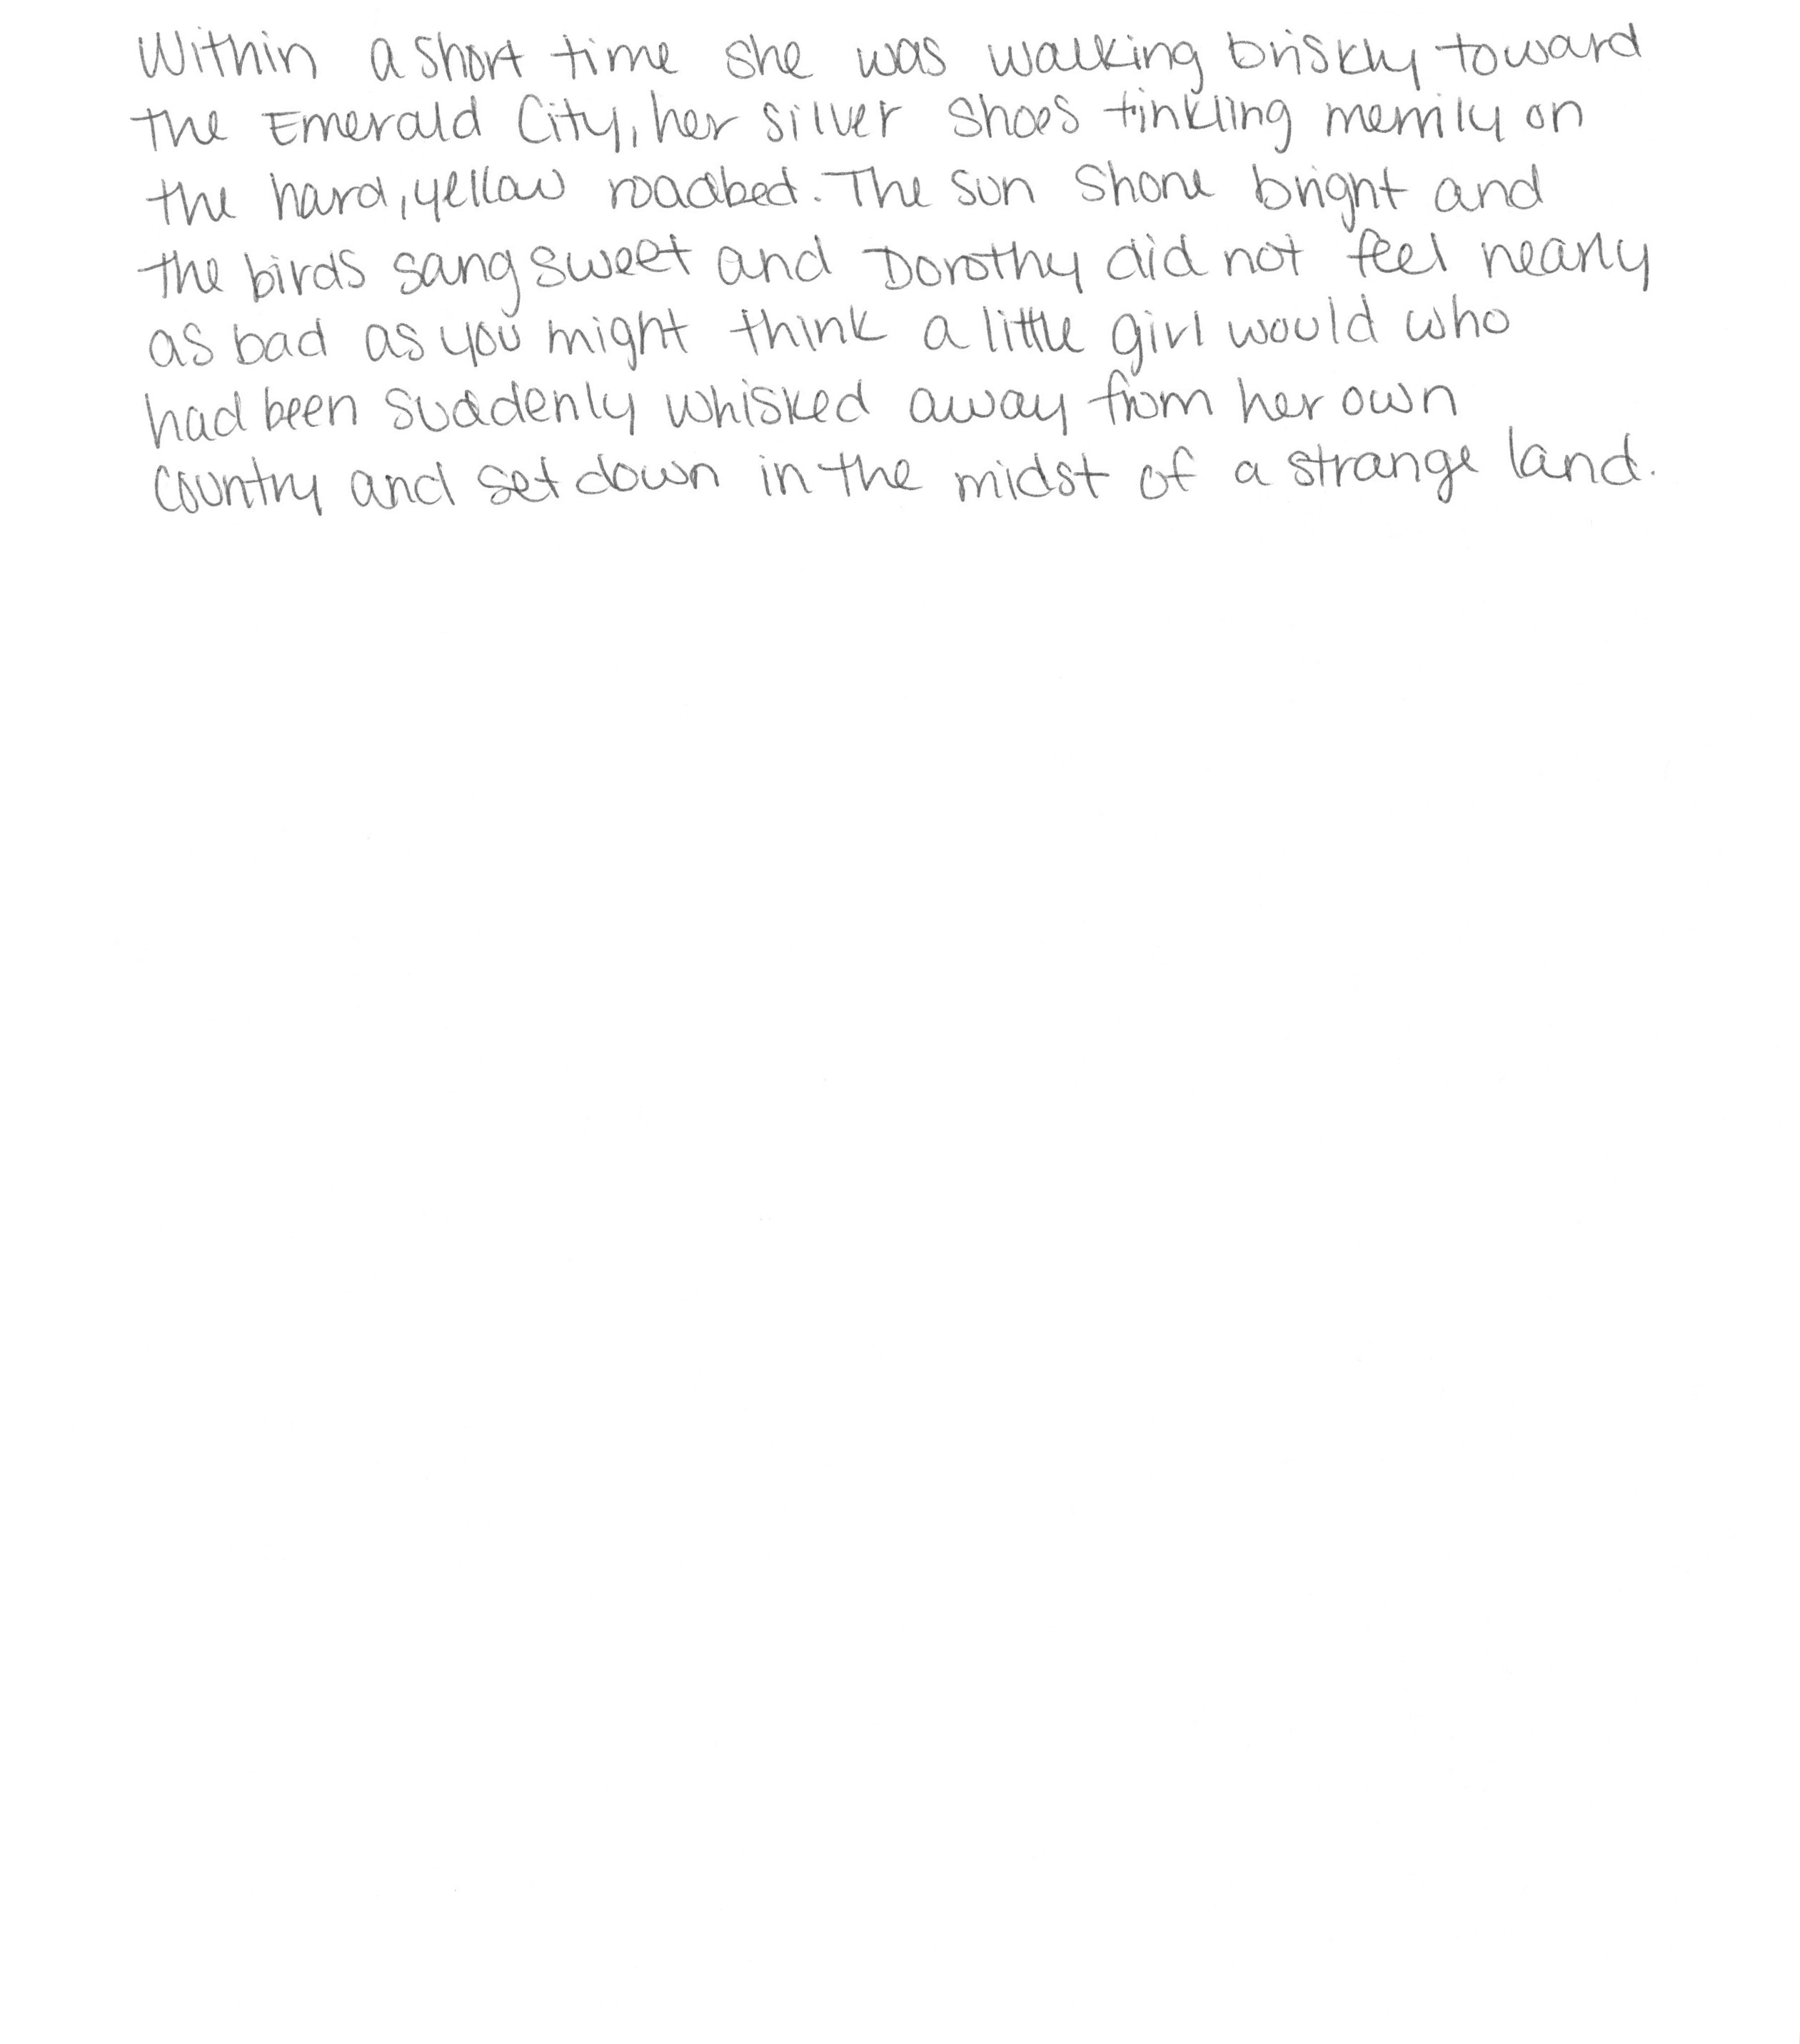 Within a short time she was walking briskly toward
the Emerald City, her silver shoes tinkling merrily on
the hard, yellow roadbed. The sun shone bright and
the birds sang sweet and Dorothy did not feel nearly
as bad as you might think a little girl would who
had been suddenly whisked away from her own
country and set down in the midst of a strange land.